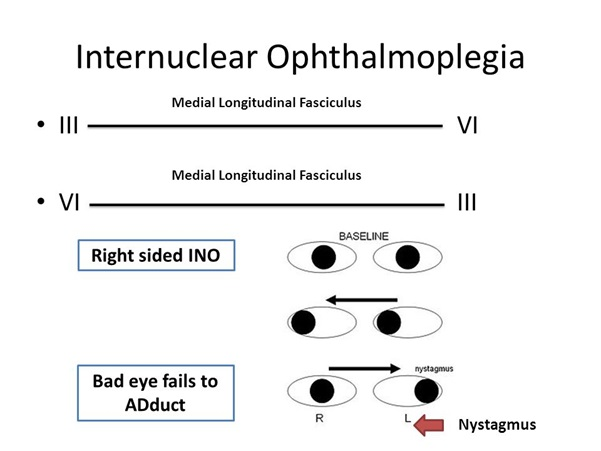 Internuclear Ophthalmoplegia
Medial Longitudinal Fasciculus
• III VI
Medial Longitudinal Fasciculus
• VI III
Right sided INO
BASELINE
Bad eye fails to
ADduct
nystagmus
R L
Nystagmus